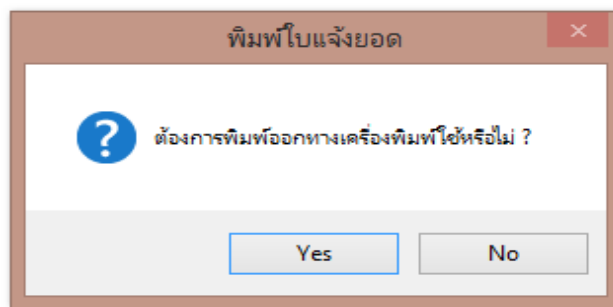 พิมพ์ใบแจ้งยอด
ต้องการพิมพ์ออกทางเครื่องพิมพ์ใช้หรือไม่ ?
Yes
No